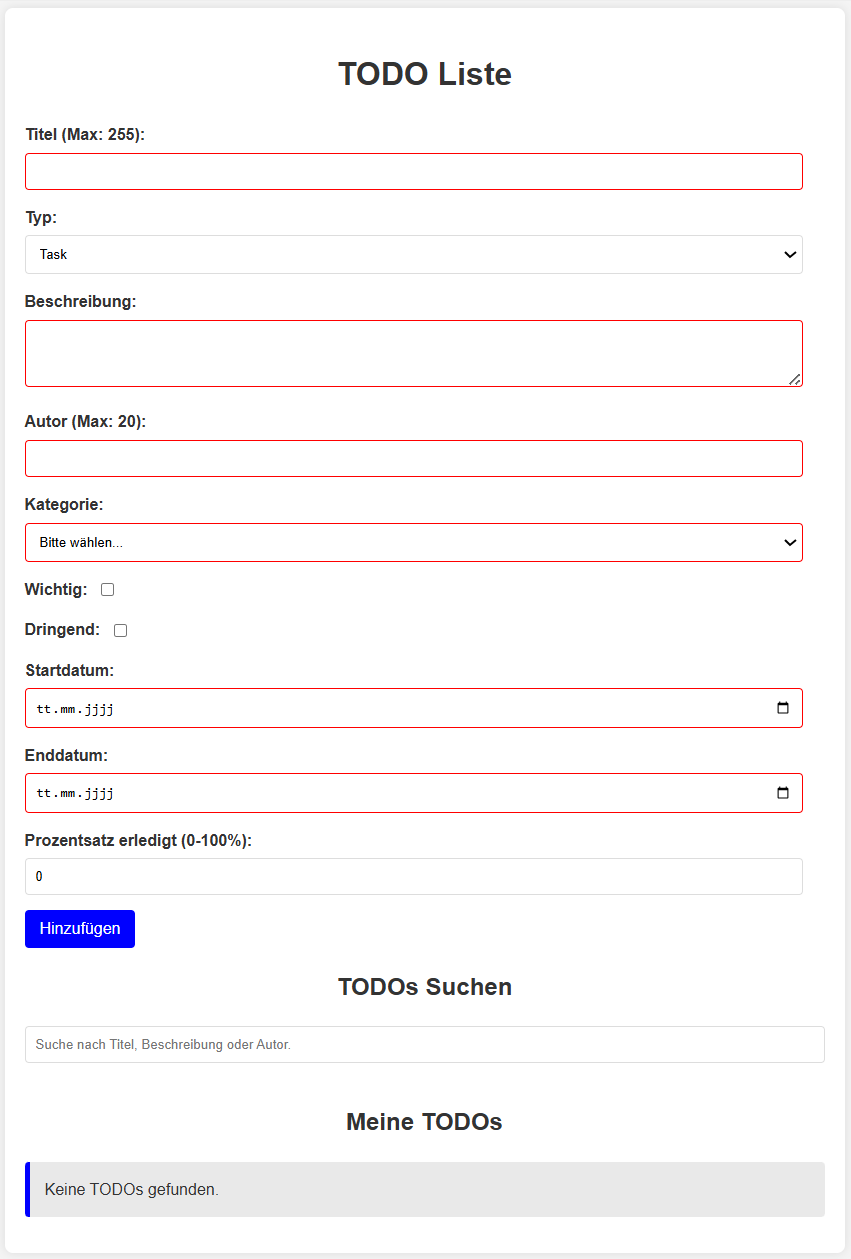 TODO Liste
Titel (Max: 255):
Typ:
Task
Beschreibung:
Autor (Max: 20):
Kategorie:
Bitte wählen...
Wichtig:
Dringend:
Startdatum:
tt.mm.jjjj
Enddatum:
tt.mm.jjjj
Prozentsatz erledigt (0-100%):
0
Hinzufügen
TODOs Suchen
Suche nach Titel, Beschreibung oder Autor.
Meine TODOs
Keine TODOs gefunden.